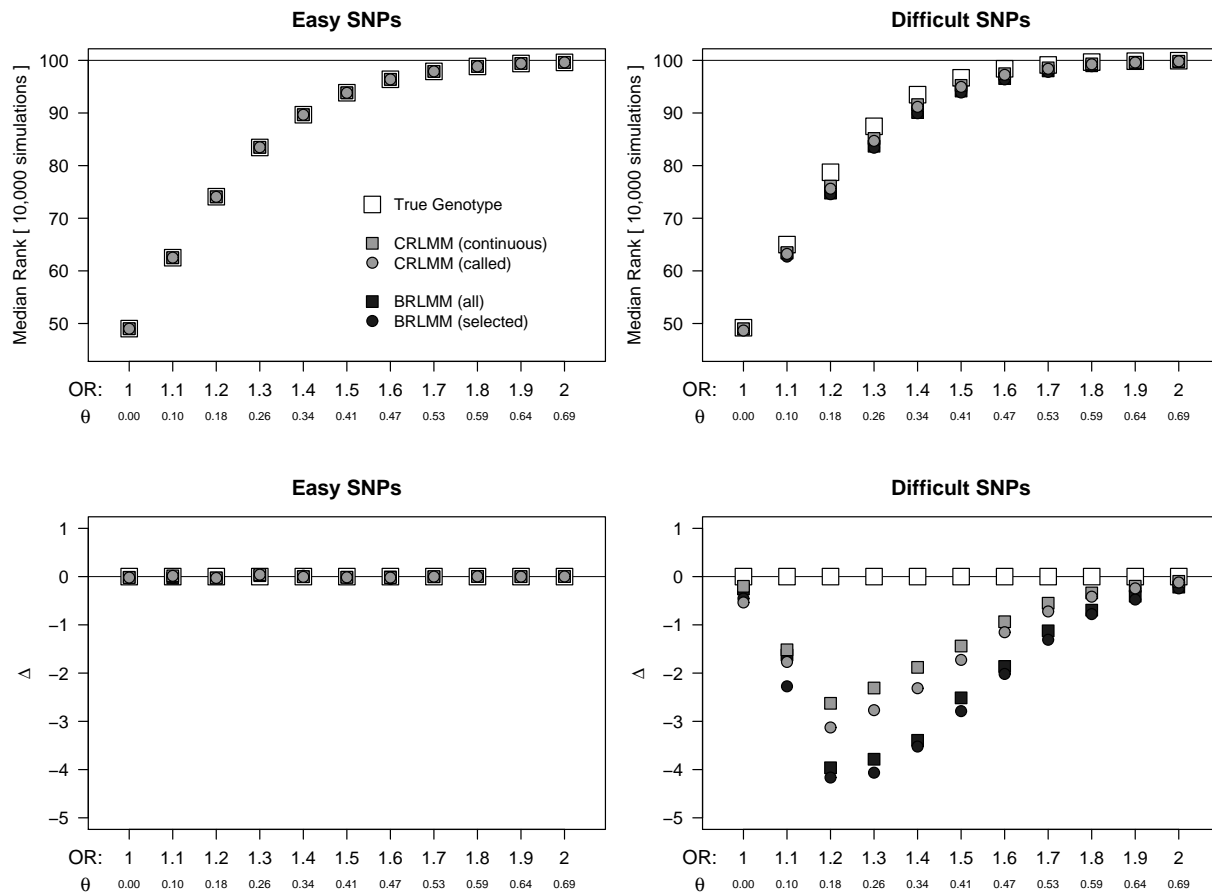 Easy SNPs
Median Rank [ 10,000 simulations ]
100
90
80
70
60
50
True Genotype
CRLMM (continuous)
CRLMM (called)
BRLMM (all)
BRLMM (selected)
OR: 1 1.1 1.2 1.3 1.4 1.5 1.6 1.7 1.8 1.9 2
θ 0.00 0.10 0.18 0.26 0.34 0.41 0.47 0.53 0.59 0.64 0.69
Difficult SNPs
Median Rank [ 10,000 simulations ]
100
90
80
70
60
50
OR: 1 1.1 1.2 1.3 1.4 1.5 1.6 1.7 1.8 1.9 2
θ 0.00 0.10 0.18 0.26 0.34 0.41 0.47 0.53 0.59 0.64 0.69
Easy SNPs
Δ
1
0
−1
−2
−3
−4
−5
OR: 1 1.1 1.2 1.3 1.4 1.5 1.6 1.7 1.8 1.9 2
θ 0.00 0.10 0.18 0.26 0.34 0.41 0.47 0.53 0.59 0.64 0.69
Difficult SNPs
Δ
1
0
−1
−2
−3
−4
−5
OR: 1 1.1 1.2 1.3 1.4 1.5 1.6 1.7 1.8 1.9 2
θ 0.00 0.10 0.18 0.26 0.34 0.41 0.47 0.53 0.59 0.64 0.69